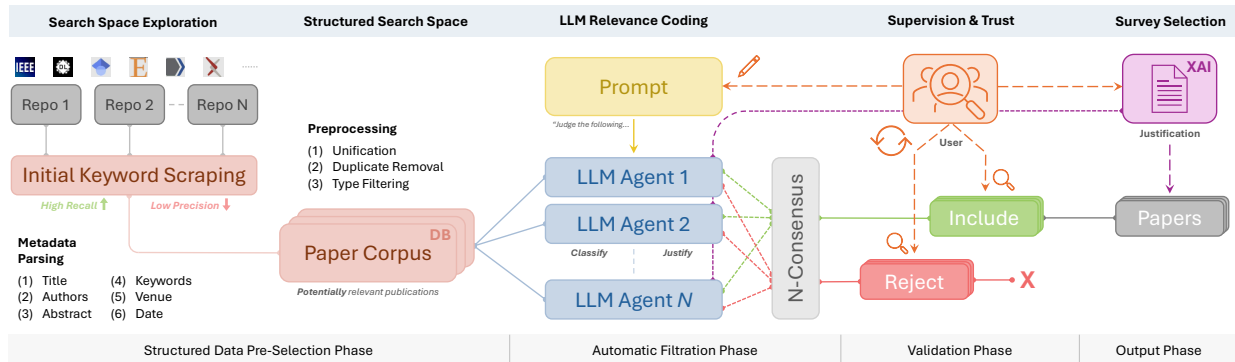 Search Space Exploration
Structured Search Space
LLM Relevance Coding
Supervision & Trust
Survey Selection
IEEE
Repo 1
Repo 2
Repo N
Initial Keyword Scraping
High Recall
Low Precision
Metadata
Parsing
(1) Title
(2) Authors
(3) Abstract
(4) Keywords
(5) Venue
(6) Date
Preprocessing
(1) Unification
(2) Duplicate Removal
(3) Type Filtering
DB
Paper Corpus
Potentially relevant publications
Prompt
"Judge the following...
LLM Agent 1
LLM Agent 2
Classify
Justify
LLM Agent N
N-Consensus
User
Include
Reject
X
XAI
Justification
Papers
Structured Data Pre-Selection Phase
Automatic Filtration Phase
Validation Phase
Output Phase